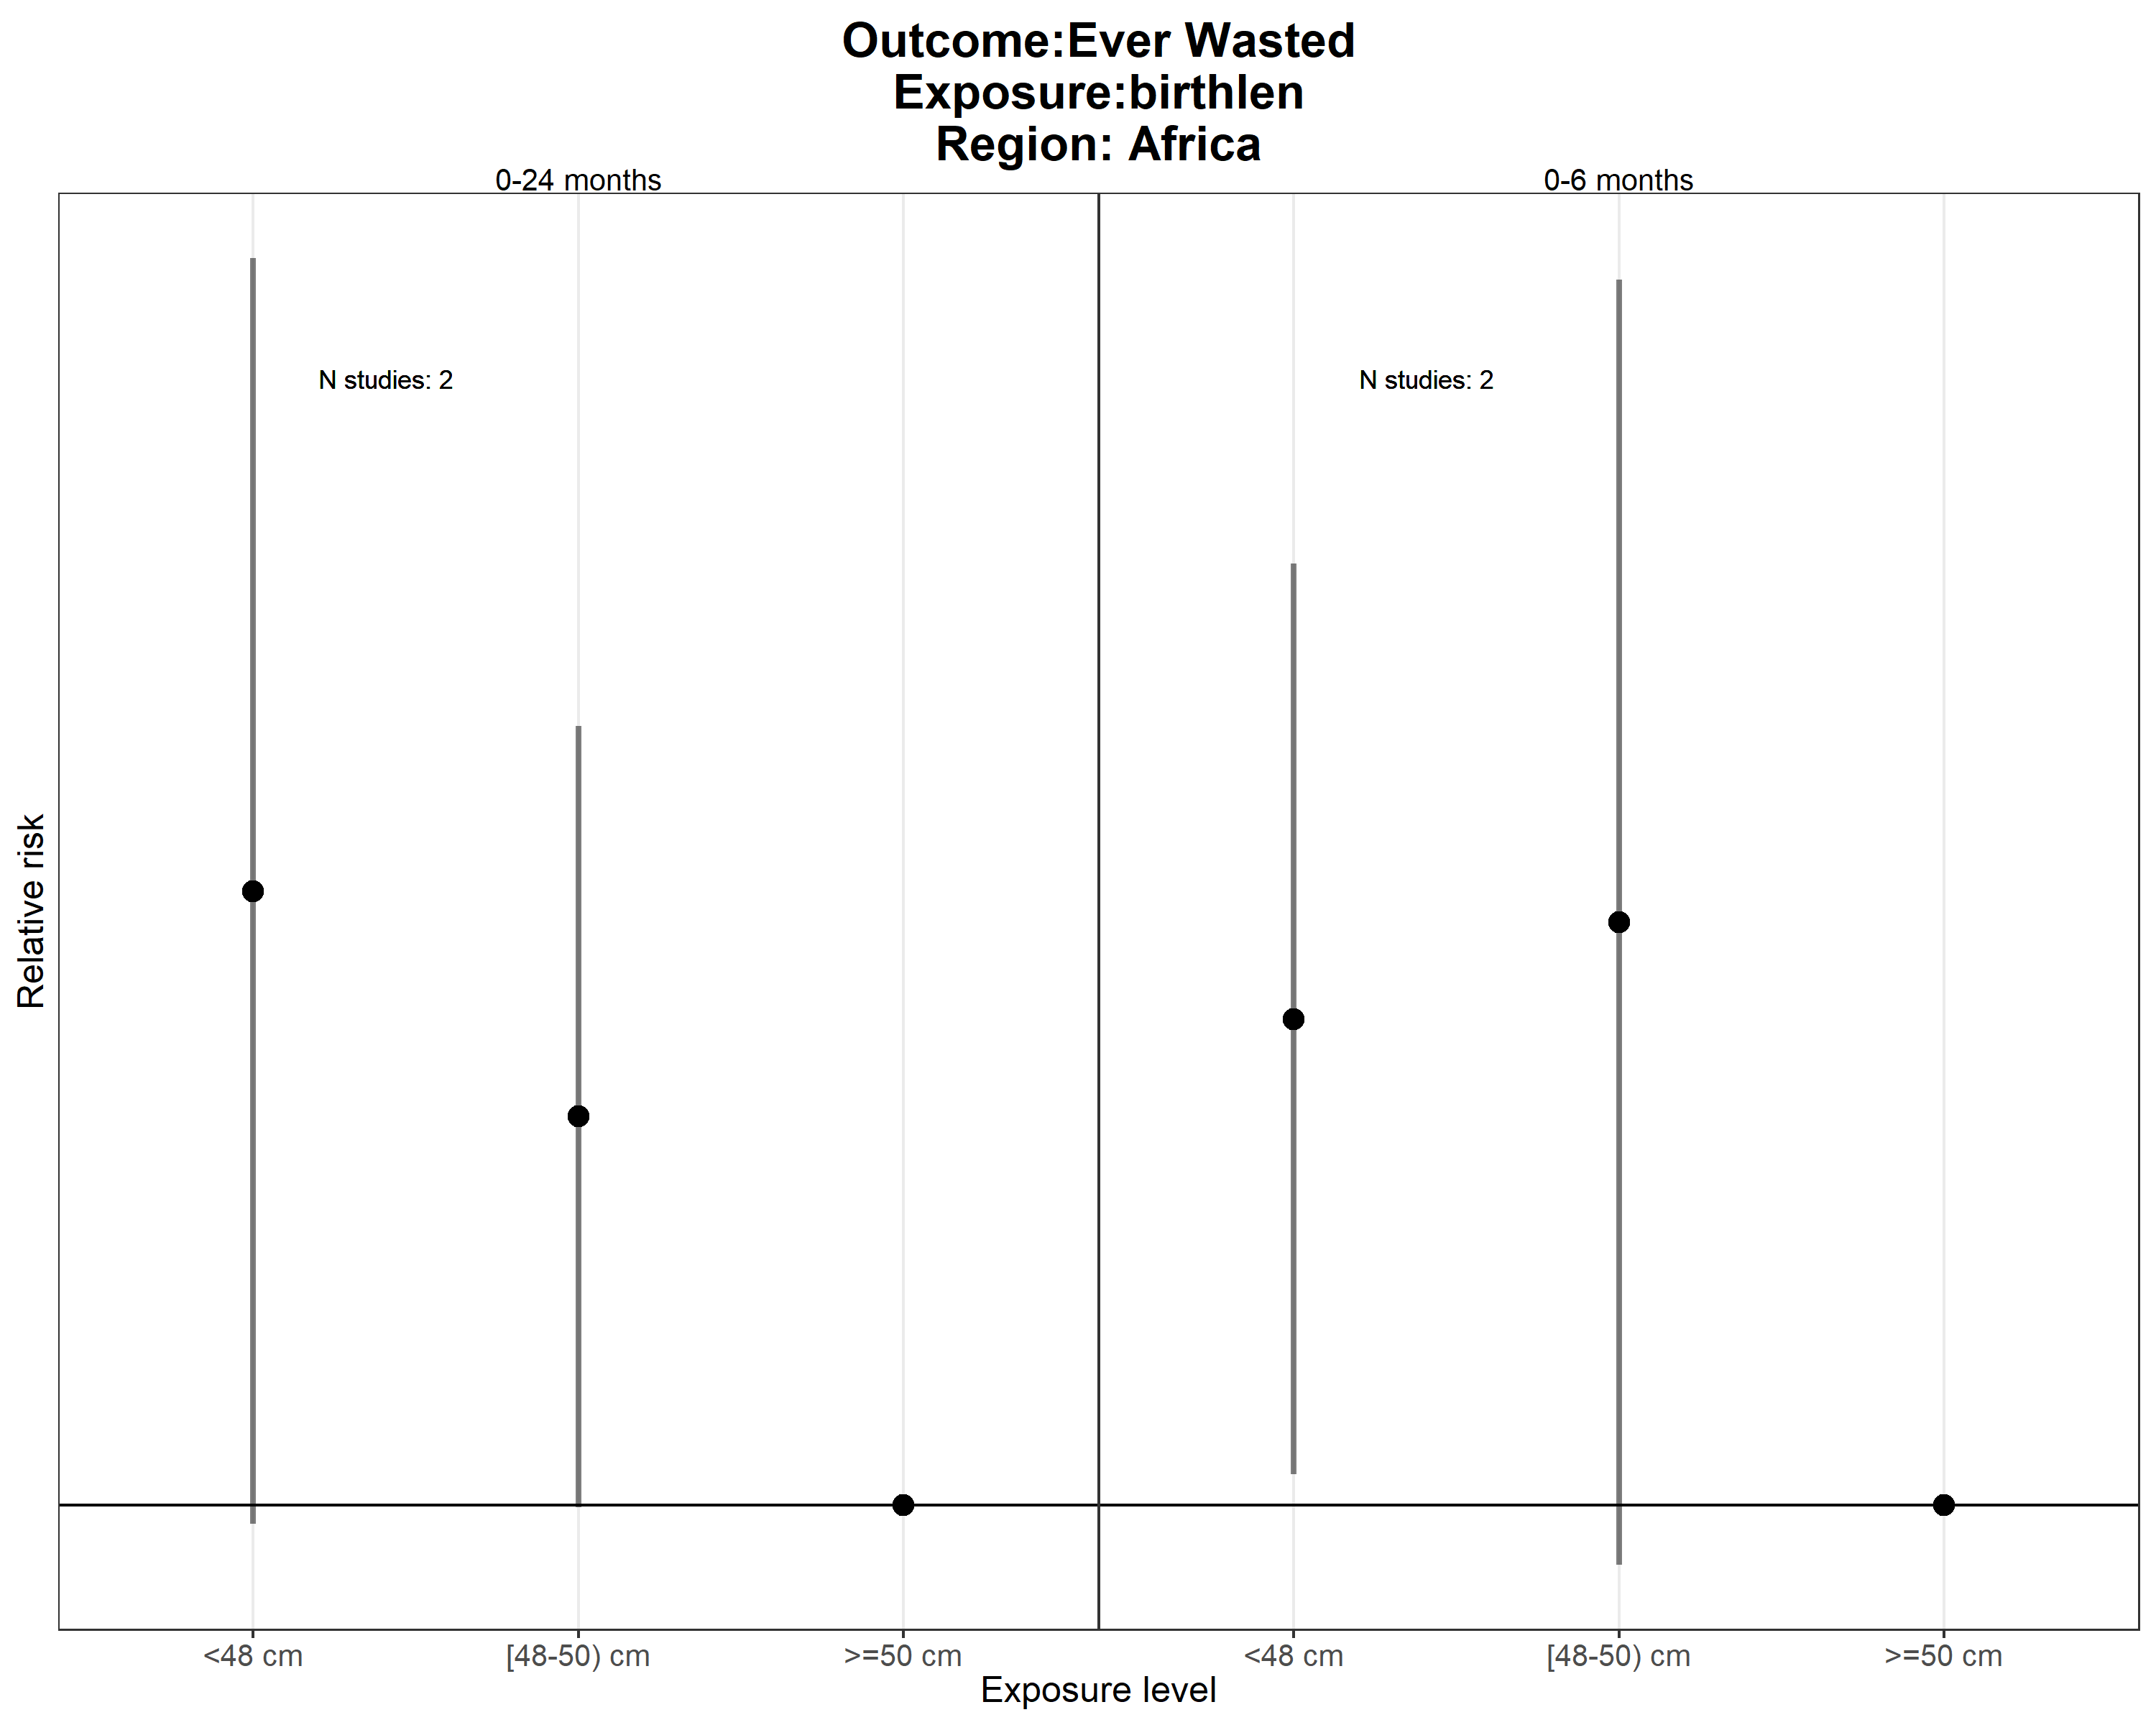 Outcome:Ever Wasted
Exposure:birthlen
Region: Africa
0-24 months
0-6 months
N studies: 2
N studies: 2
Relative risk
<48 cm
[48-50) cm
>=50 cm
<48 cm
[48-50) cm
>=50 cm
Exposure level